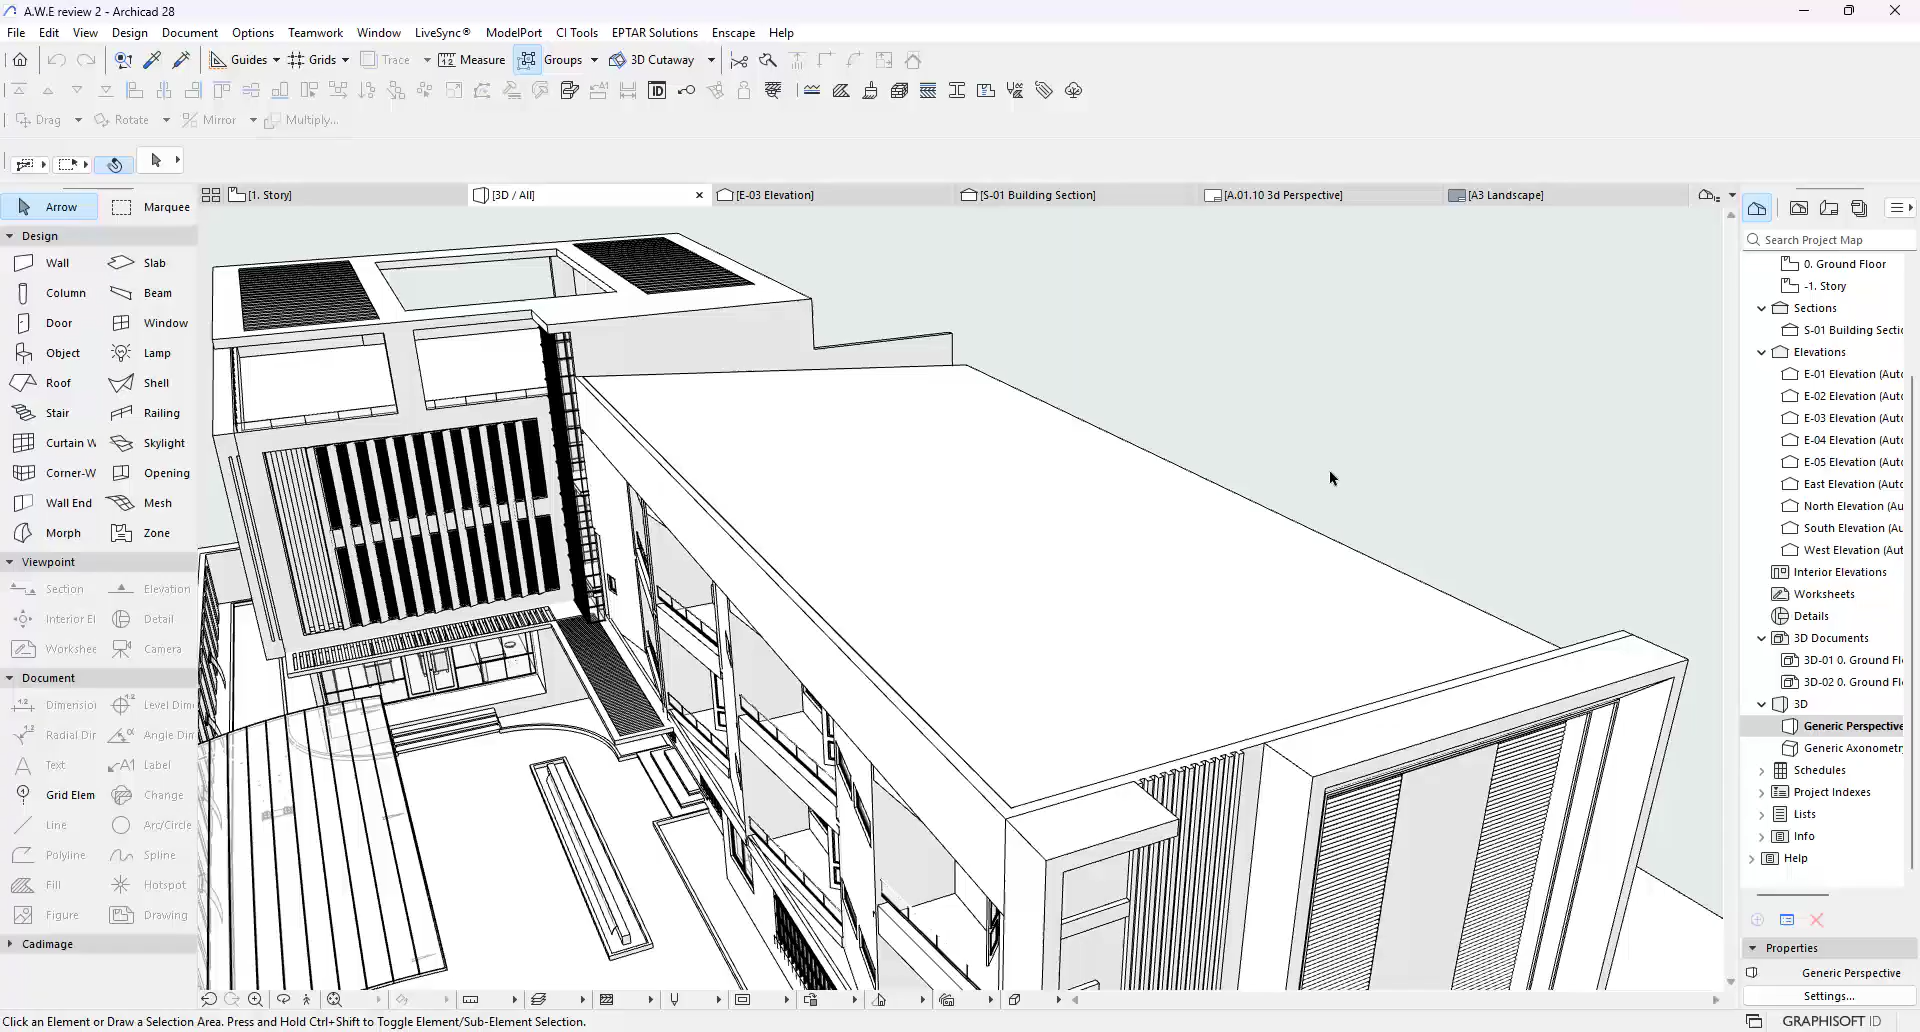 A.W.E review 2 - Archicad 28
File Edit View Design Document Options Teamwork Window LiveSync® ModelPort CI Tools EPTAR Solutions Enscape Help
Guides Grids Trace Measure Groups 3D Cutaway
ID
Drag Rotate Mirror Multiply...
[1. Story] [3D / All] [E-03 Elevation] [S-01 Building Section] [A.01.10 3d Perspective] [A3 Landscape]
Arrow Marquee
Design
Wall Slab
Column Beam
Door Window
Object Lamp
Roof Shell
Stair Railing
Curtain W Skylight
Corner-W Opening
Wall End Mesh
Morph Zone
Viewpoint
Section Elevation
Interior El Detail
Workshee Camera
Document
Dimensio Level Dim
Radial Dir Angle Dim
Text Label
Grid Elem Change
Line Arc/Circle
Polyline Spline
Fill Hotspot
Figure Drawing
Cadimage
Search Project Map
0. Ground Floor
-1. Story
Sections
S-01 Building Sectio
Elevations
E-01 Elevation (Auto
E-02 Elevation (Auto
E-03 Elevation (Auto
E-04 Elevation (Auto
E-05 Elevation (Auto
East Elevation (Auto
North Elevation (Au
South Elevation (Au
West Elevation (Aut
Interior Elevations
Worksheets
Details
3D Documents
3D-01 0. Ground Fl
3D-02 0. Ground Fl
3D
Generic Perspective
Generic Axonometr
Schedules
Project Indexes
Lists
Info
Help
Properties
Generic Perspective
Settings...
Click an Element or Draw a Selection Area. Press and Hold Ctrl+Shift to Toggle Element/Sub-Element Selection.
GRAPHISOFT ID